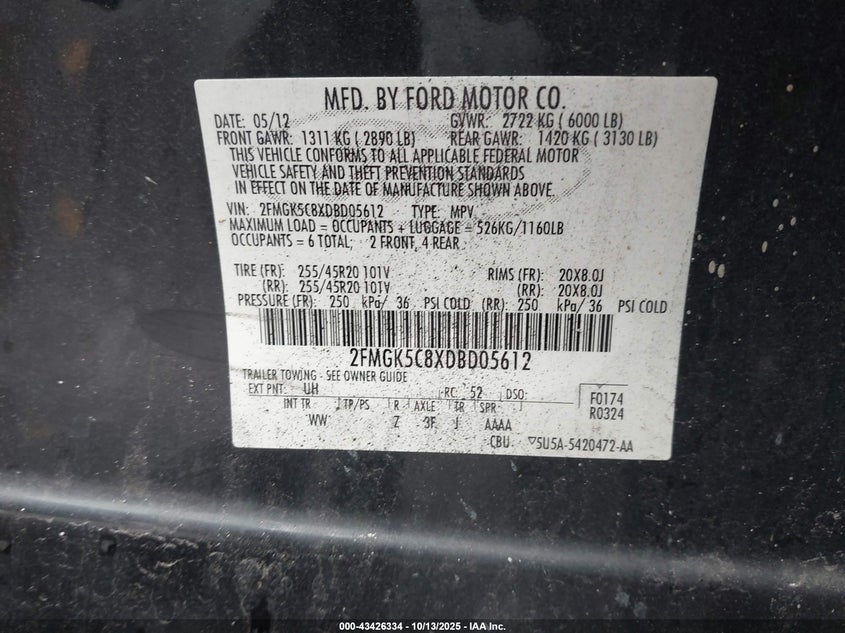 MFD. BY FORD MOTOR CO.
DATE: 05/12 GVWR: 2722 KG ( 6000 LB)
FRONT GAWR: 1311 KG ( 2890 LB) REAR GAWR: 1420 KG ( 3130 LB)
THIS VEHICLE CONFORMS TO ALL APPLICABLE FEDERAL MOTOR
VEHICLE SAFETY AND THEFT PREVENTION STANDARDS
IN EFFECT ON THE DATE OF MANUFACTURE SHOWN ABOVE.
VIN: 2FMGK5C8XDBD05612 TYPE: MPV
MAXIMUM LOAD = OCCUPANTS + LUGGAGE = 526KG/1160LB
OCCUPANTS = 6 TOTAL; 2 FRONT, 4 REAR
TIRE (FR): 255/45R20 101V RIMS (FR): 20X8.0J
(RR): 255/45R20 101V (RR): 20X8.0J
PRESSURE (FR): 250 kPa/ 36 PSI COLD (RR): 250 kPa/ 36 PSI COLD
2FMGK5C8XDBD05612
TRAILER TOWING - SEE OWNER GUIDE
EXT PNT: UH RC: 52 DSO:
F0174
R0324
INT TR TP/PS R AXLE TR SPR
WW Z 3F J AAAA
CBU ▽5U5A-5420472-AA
000-43426334 - 10/13/2025 - IAA Inc.